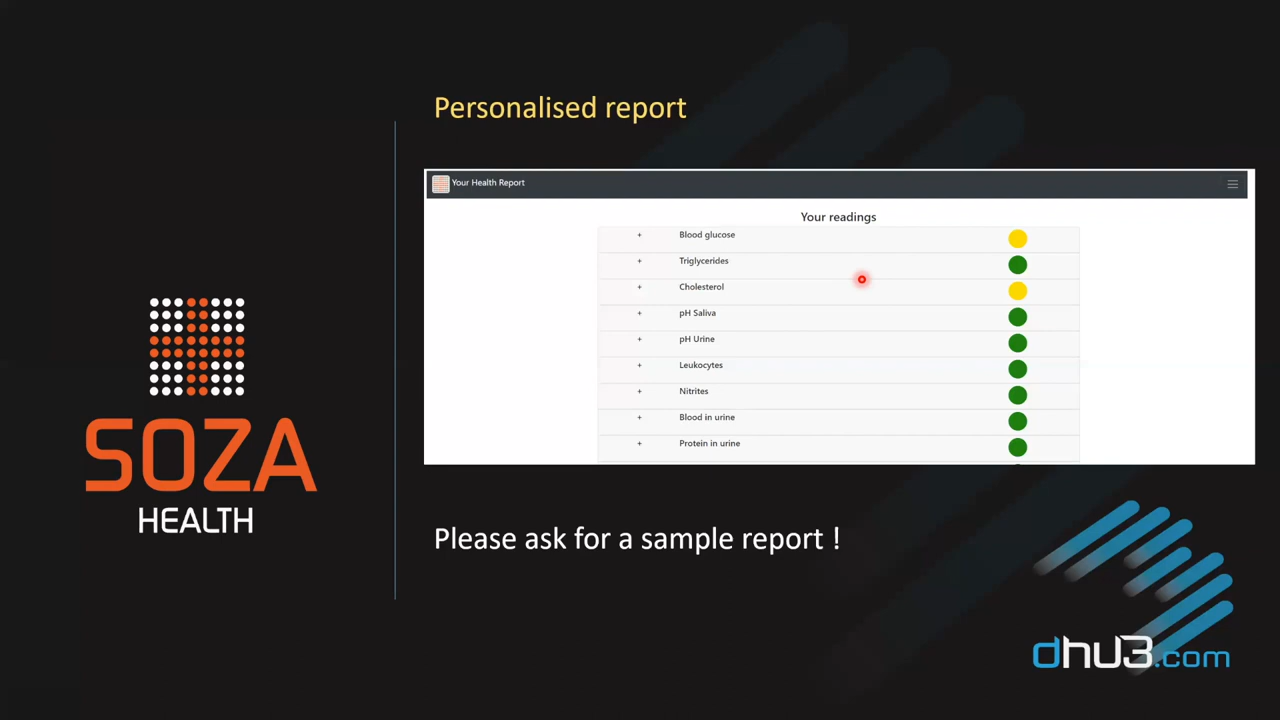 Personalised report
Your Health Report
Your readings
+ Blood glucose
+ Triglycerides
+ Cholesterol
+ pH Saliva
+ pH Urine
+ Leukocytes
+ Nitrites
+ Blood in urine
+ Protein in urine
SOZA
HEALTH
Please ask for a sample report !
dhu3.com